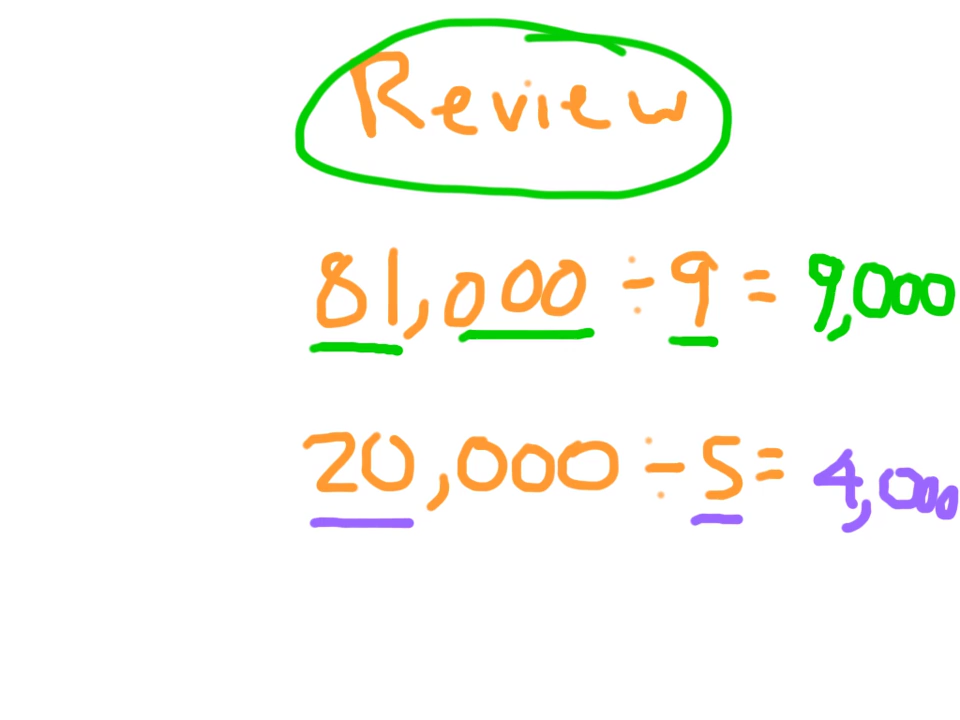 Review
81,000 ÷ 9 = 9,000
20,000 ÷ 5 = 4,000